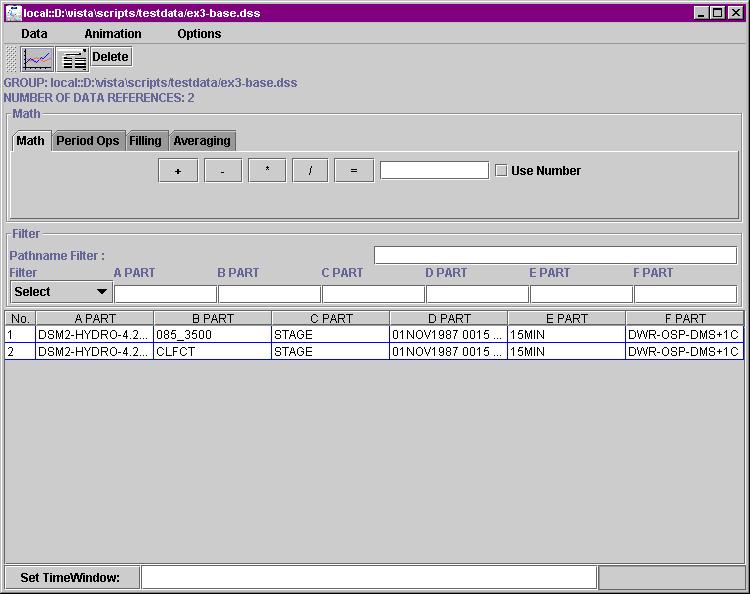 local::D:\vista\scripts/testdata/ex3-base.dss
Data Animation Options
Delete
GROUP: local::D:\vista\scripts/testdata/ex3-base.dss
NUMBER OF DATA REFERENCES: 2
Math
Math Period Ops Filling Averaging
+ - * / = Use Number
Filter
Pathname Filter :
Filter A PART B PART C PART D PART E PART F PART
Select
No. A PART B PART C PART D PART E PART F PART
1 DSM2-HYDRO-4.2... 085_3500 STAGE 01NOV1987 0015 ... 15MIN DWR-OSP-DMS+1C
2 DSM2-HYDRO-4.2... CLFCT STAGE 01NOV1987 0015 ... 15MIN DWR-OSP-DMS+1C
Set TimeWindow: